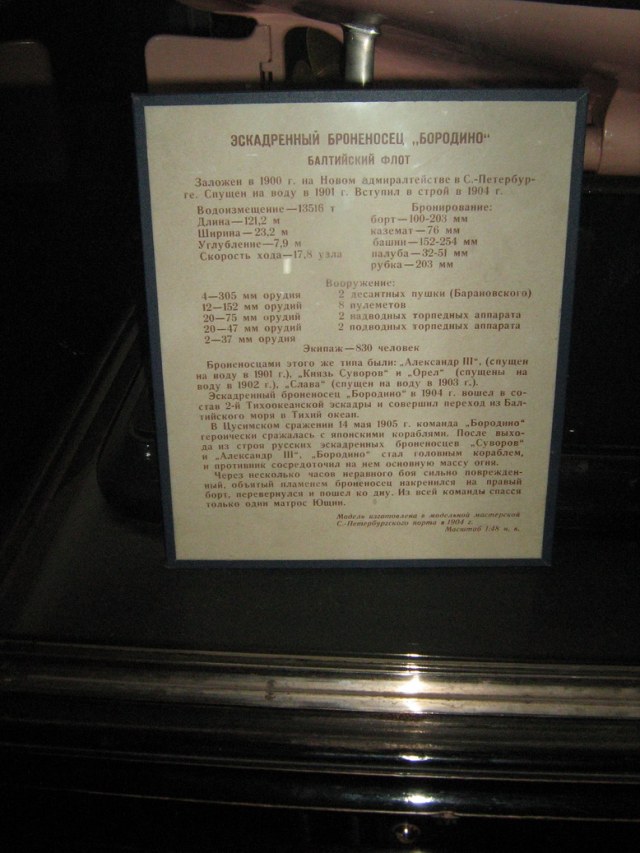 ЭСКАДРЕННЫЙ БРОНЕНОСЕЦ „БОРОДИНО“
БАЛТИЙСКИЙ ФЛОТ
Заложен в 1900 г. на Новом адмиралтействе в С.-Петербур-
ге. Спущен на воду в 1901 г. Вступил в строй в 1904 г.
Водоизмещение—13516 т
Длина—121,2 м
Ширина—23,2 м
Углубление—7,9 м
Скорость хода—17,8 узла
Бронирование:
борт—100-203 мм
каземат—76 мм
башни—152-254 мм
палуба—32-51 мм
рубка—203 мм
Вооружение:
4—305 мм орудия
12—152 мм орудий
20—75 мм орудий
20—47 мм орудий
2—37 мм орудия
2 десантных пушки (Барановского)
8 пулеметов
2 надводных торпедных аппарата
2 подводных торпедных аппарата
Экипаж—830 человек
Броненосцами этого же типа были: „Александр III“, (спущен
на воду в 1901 г.), „Князь Суворов“ и „Орел“ (спущены на
воду в 1902 г.), „Слава“ (спущен на воду в 1903 г.).
Эскадренный броненосец „Бородино“ в 1904 г. вошел в со-
став 2-й Тихоокеанской эскадры и совершил переход из Бал-
тийского моря в Тихий океан.
В Цусимском сражении 14 мая 1905 г. команда „Бородино“
героически сражалась с японскими кораблями. После выхо-
да из строя русских эскадренных броненосцев „Суворов“
и „Александр III“, „Бородино“ стал головным кораблем,
и противник сосредоточил на нем основную массу огня.
Через несколько часов неравного боя сильно поврежден-
ный, объятый пламенем броненосец накренился на правый
борт, перевернулся и пошел ко дну. Из всей команды спасся
только один матрос Ющин.
Модель изготовлена в модельной мастерской
С.-Петербургского порта в 1904 г.
Масштаб 1:48 н. в.